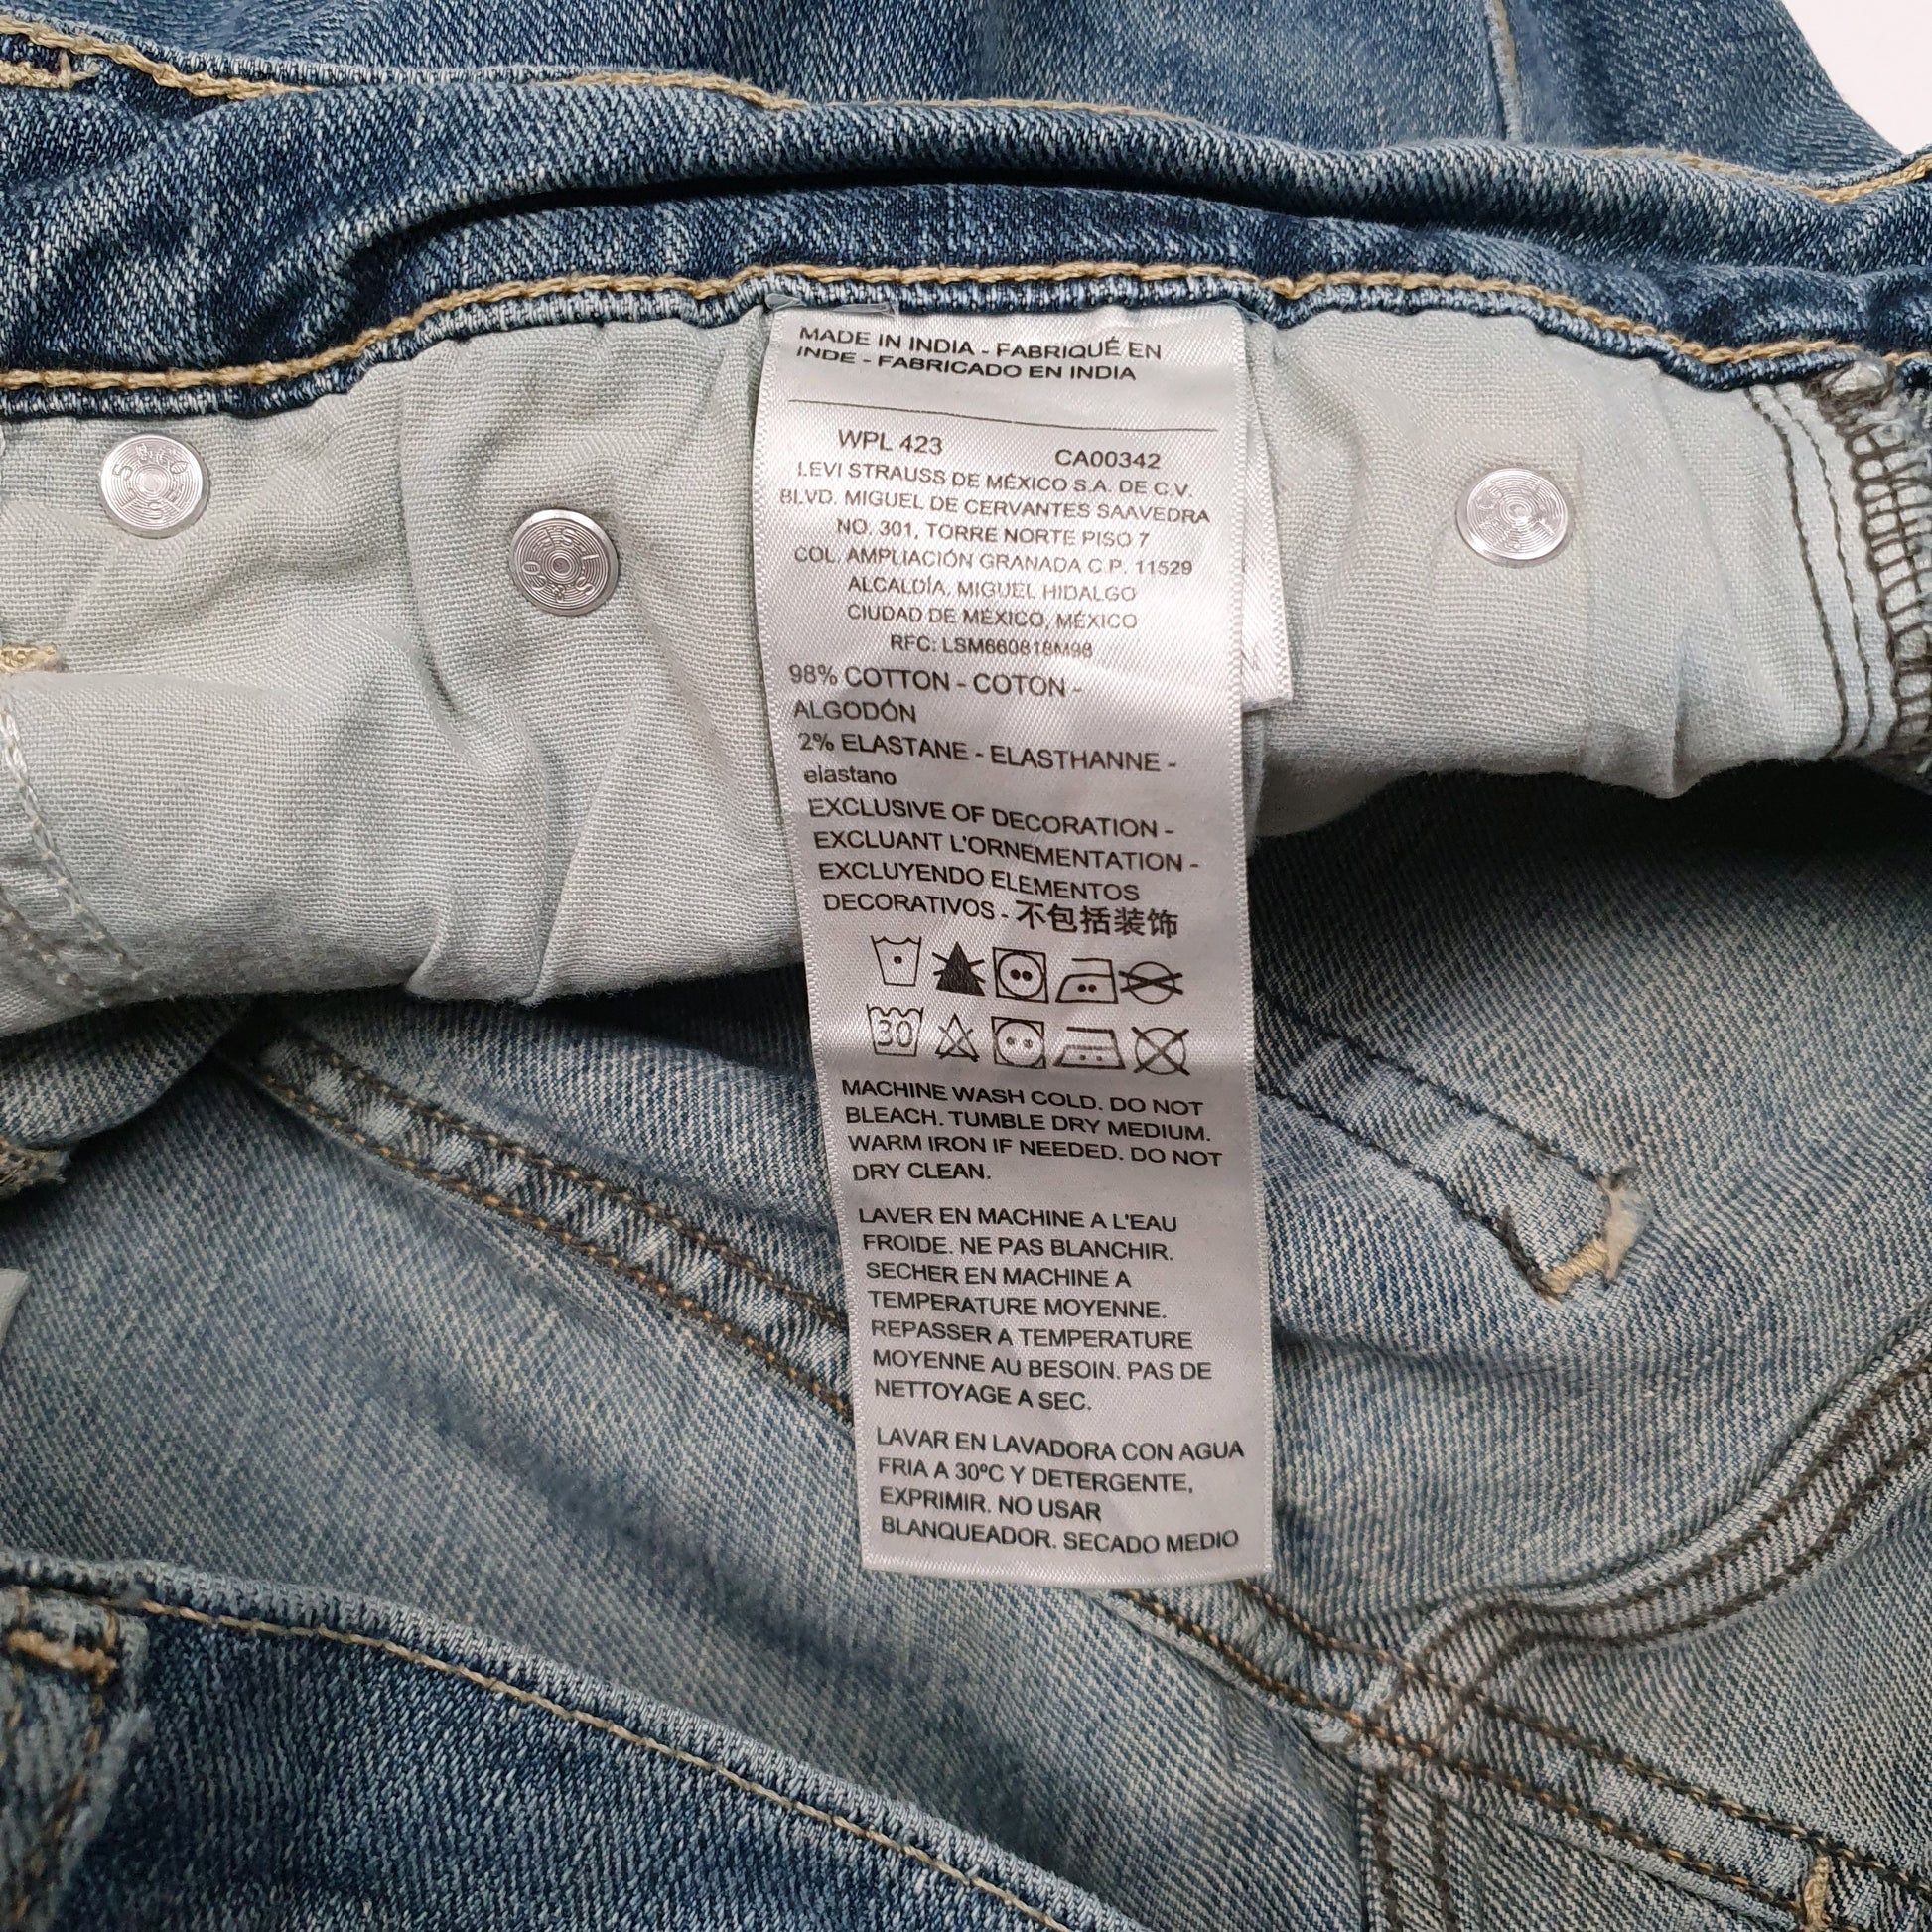 MADE IN INDIA - FABRIQUÉ EN
INDE - FABRICADO EN INDIA
WPL 423 CA00342
LEVI STRAUSS DE MÉXICO S.A. DE C.V.
BLVD. MIGUEL DE CERVANTES SAAVEDRA
NO. 301, TORRE NORTE PISO 7
COL. AMPLIACIÓN GRANADA C.P. 11529
ALCALDÍA, MIGUEL HIDALGO
CIUDAD DE MÉXICO, MÉXICO
RFC: LSM660818M98
98% COTTON - COTON -
ALGODÓN
2% ELASTANE - ELASTHANNE -
elastano
EXCLUSIVE OF DECORATION -
EXCLUANT L'ORNEMENTATION -
EXCLUYENDO ELEMENTOS
DECORATIVOS - 不包括装饰
30
MACHINE WASH COLD. DO NOT
BLEACH. TUMBLE DRY MEDIUM.
WARM IRON IF NEEDED. DO NOT
DRY CLEAN.
LAVER EN MACHINE A L'EAU
FROIDE. NE PAS BLANCHIR.
SECHER EN MACHINE A
TEMPERATURE MOYENNE.
REPASSER A TEMPERATURE
MOYENNE AU BESOIN. PAS DE
NETTOYAGE A SEC.
LAVAR EN LAVADORA CON AGUA
FRIA A 30ºC Y DETERGENTE,
EXPRIMIR. NO USAR
BLANQUEADOR. SECADO MEDIO